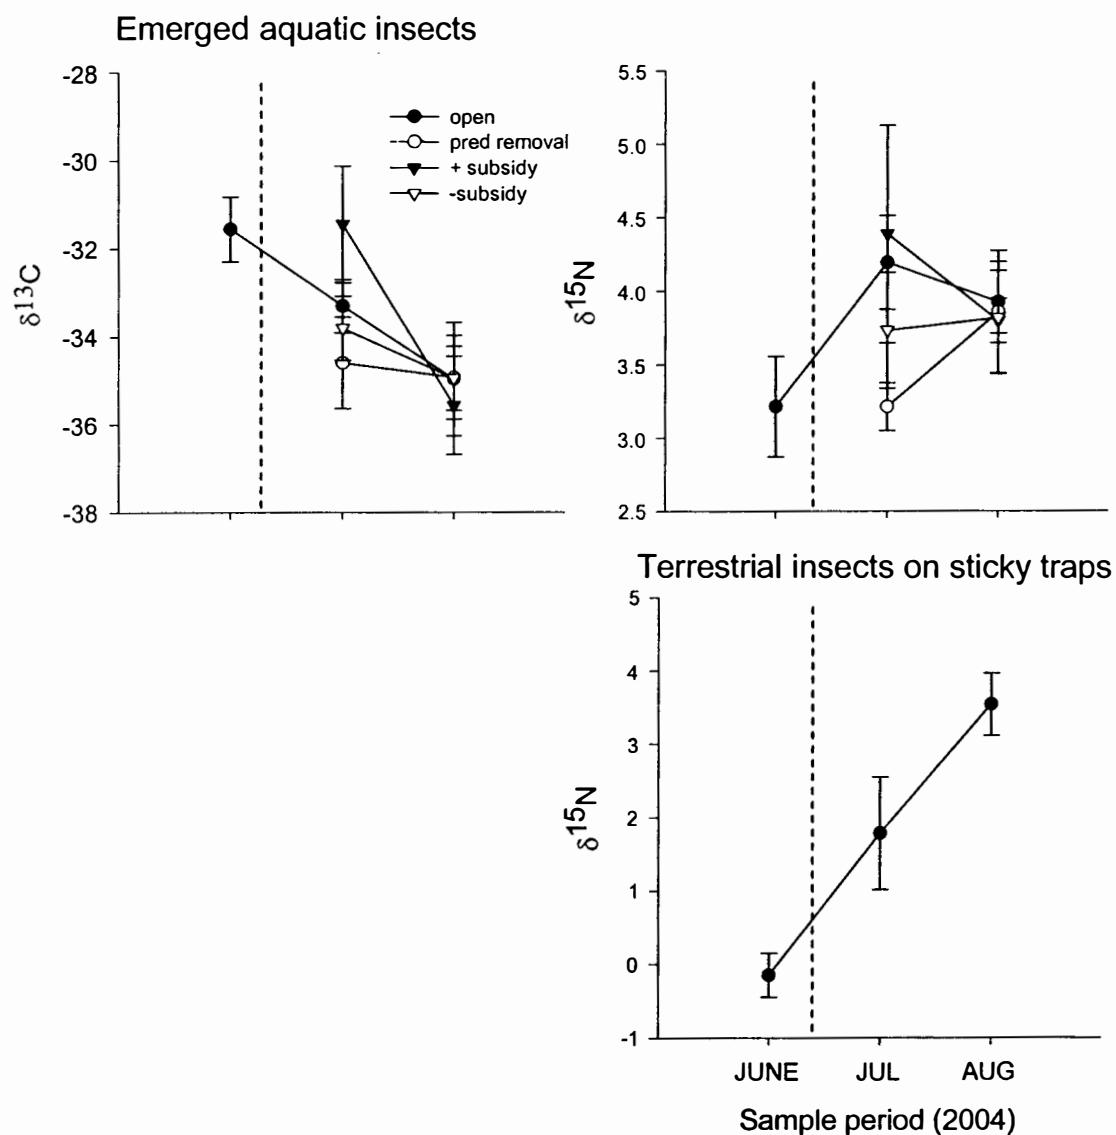 Emerged aquatic insects
-28
-30
-32
-34
-36
-38
δ13C
open
pred removal
+ subsidy
-subsidy
5.5
5.0
4.5
4.0
3.5
3.0
2.5
δ15N
Terrestrial insects on sticky traps
5
4
3
2
1
0
-1
δ15N
JUNE JUL AUG
Sample period (2004)